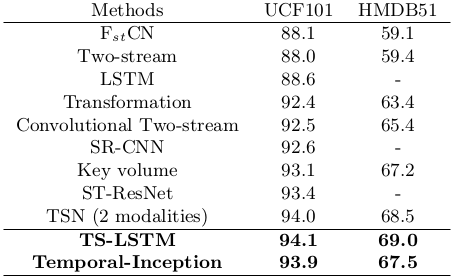 Methods UCF101 HMDB51
F_{st}CN 88.1 59.1
Two-stream 88.0 59.4
LSTM 88.6 -
Transformation 92.4 63.4
Convolutional Two-stream 92.5 65.4
SR-CNN 92.6 -
Key volume 93.1 67.2
ST-ResNet 93.4 -
TSN (2 modalities) 94.0 68.5
TS-LSTM 94.1 69.0
Temporal-Inception 93.9 67.5